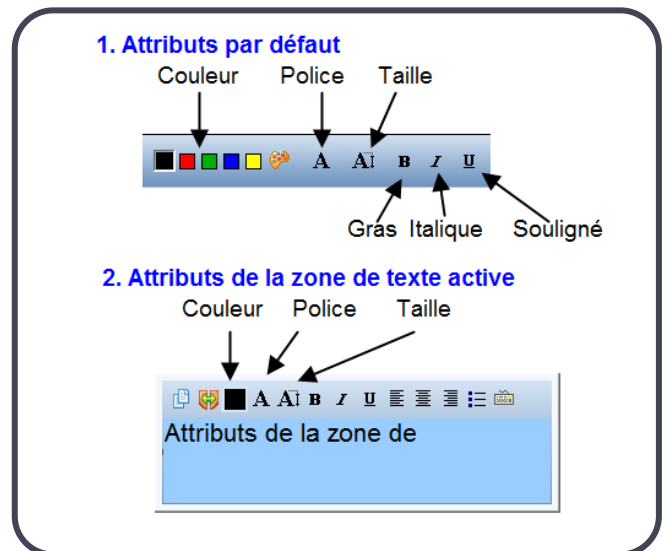 1. Attributs par défaut
Couleur Police Taille
A A B I U
Gras Italique Souligné
2. Attributs de la zone de texte active
Couleur Police Taille
A A B I U
Attributs de la zone de